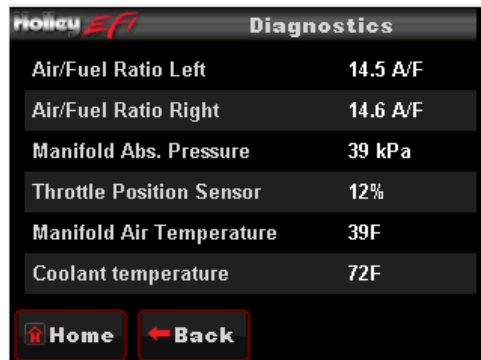 Holley EFI Diagnostics
Air/Fuel Ratio Left 14.5 A/F
Air/Fuel Ratio Right 14.6 A/F
Manifold Abs. Pressure 39 kPa
Throttle Position Sensor 12%
Manifold Air Temperature 39F
Coolant temperature 72F
Home Back